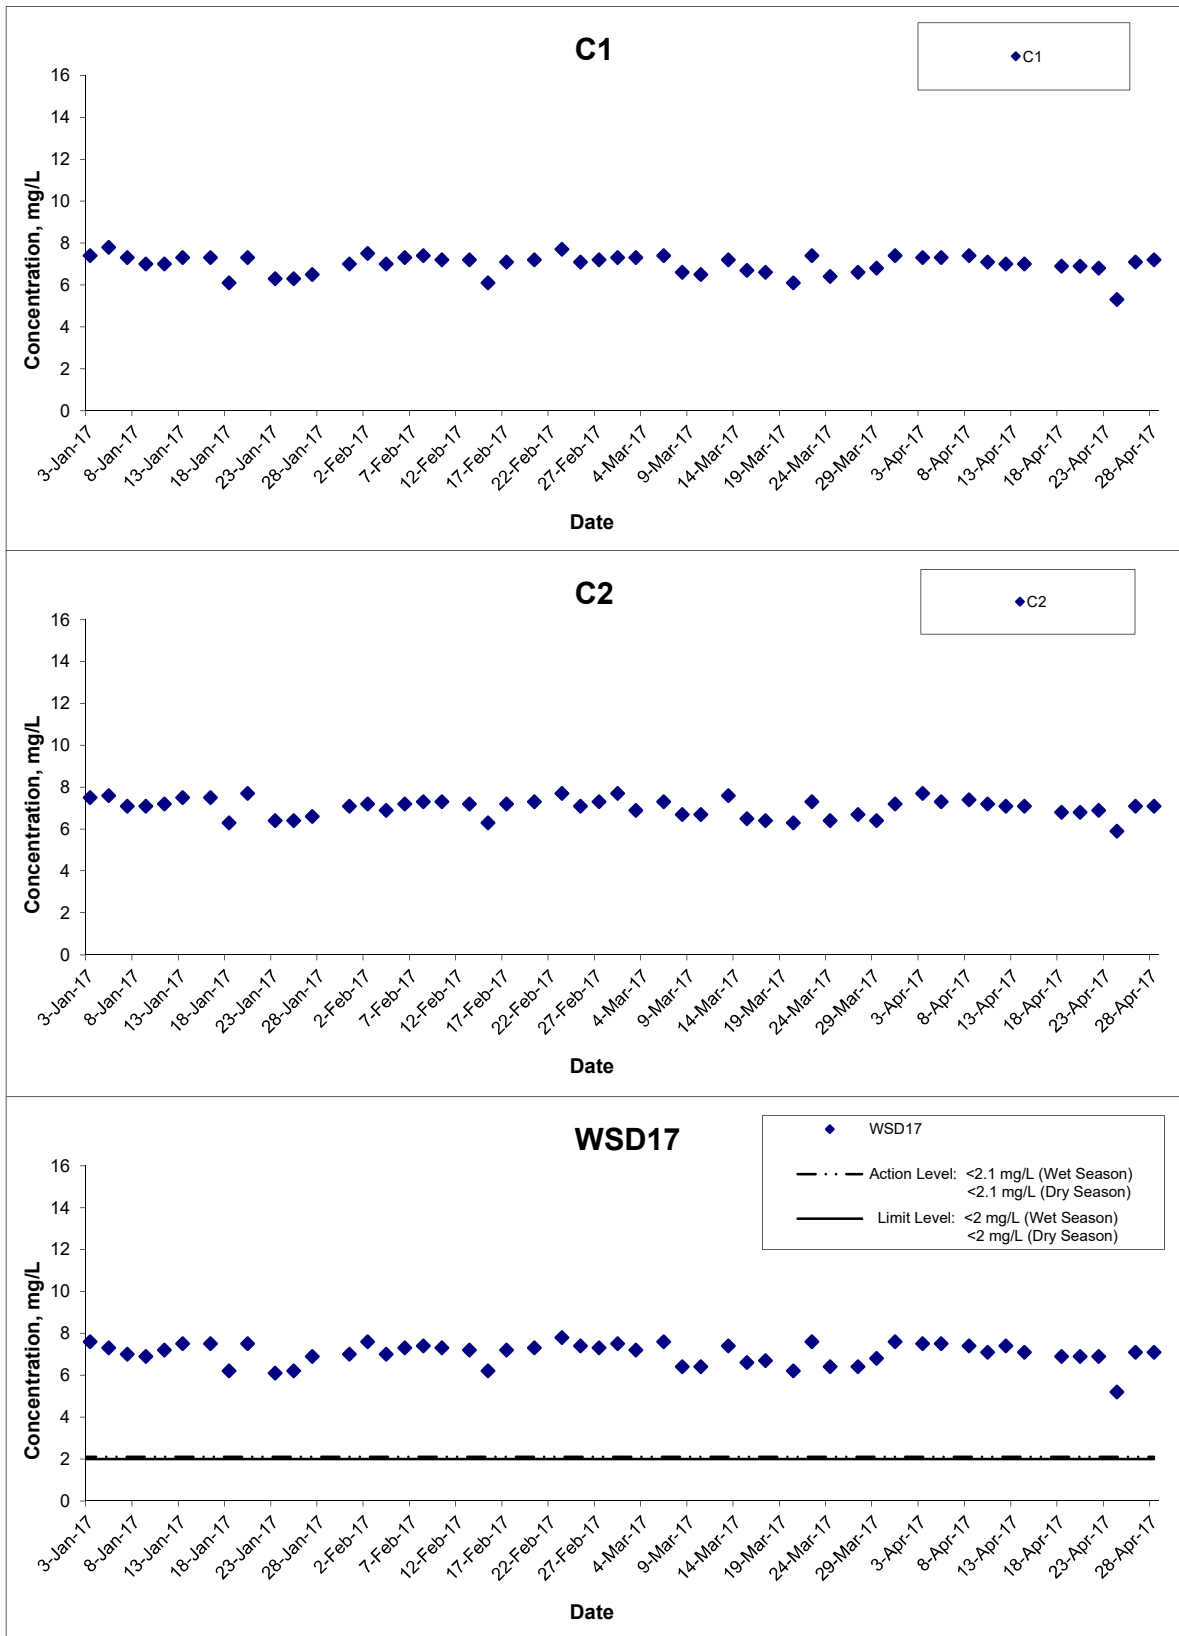 C1
C1
16
14
12
10
8
6
4
2
0
Concentration, mg/L
3-Jan-17
8-Jan-17
13-Jan-17
18-Jan-17
23-Jan-17
28-Jan-17
2-Feb-17
7-Feb-17
12-Feb-17
17-Feb-17
22-Feb-17
27-Feb-17
4-Mar-17
9-Mar-17
14-Mar-17
19-Mar-17
24-Mar-17
29-Mar-17
3-Apr-17
8-Apr-17
13-Apr-17
18-Apr-17
23-Apr-17
28-Apr-17
Date
C2
C2
16
14
12
10
8
6
4
2
0
Concentration, mg/L
3-Jan-17
8-Jan-17
13-Jan-17
18-Jan-17
23-Jan-17
28-Jan-17
2-Feb-17
7-Feb-17
12-Feb-17
17-Feb-17
22-Feb-17
27-Feb-17
4-Mar-17
9-Mar-17
14-Mar-17
19-Mar-17
24-Mar-17
29-Mar-17
3-Apr-17
8-Apr-17
13-Apr-17
18-Apr-17
23-Apr-17
28-Apr-17
Date
WSD17
WSD17
Action Level: <2.1 mg/L (Wet Season)
<2.1 mg/L (Dry Season)
Limit Level: <2 mg/L (Wet Season)
<2 mg/L (Dry Season)
16
14
12
10
8
6
4
2
0
Concentration, mg/L
3-Jan-17
8-Jan-17
13-Jan-17
18-Jan-17
23-Jan-17
28-Jan-17
2-Feb-17
7-Feb-17
12-Feb-17
17-Feb-17
22-Feb-17
27-Feb-17
4-Mar-17
9-Mar-17
14-Mar-17
19-Mar-17
24-Mar-17
29-Mar-17
3-Apr-17
8-Apr-17
13-Apr-17
18-Apr-17
23-Apr-17
28-Apr-17
Date